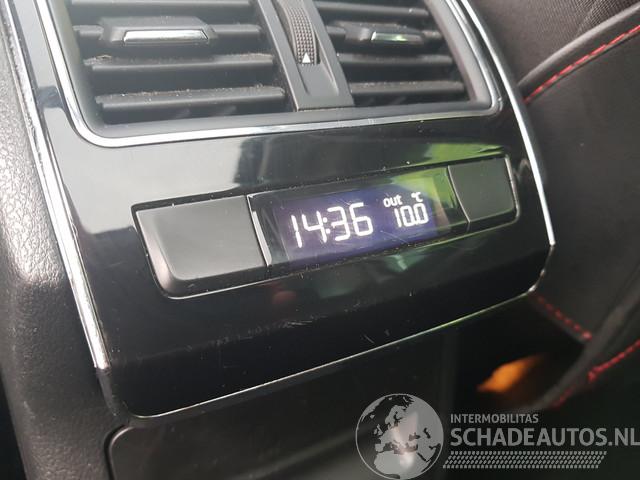 14:36 out °C 10.0
INTERMOBILITAS
SCHADEAUTOS.NL